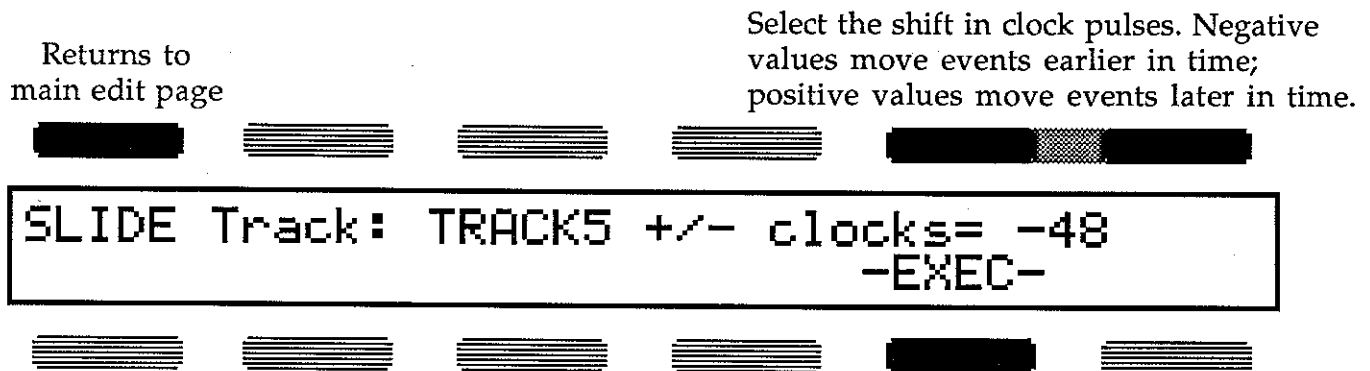 Returns to
main edit page
Select the shift in clock pulses. Negative
values move events earlier in time;
positive values move events later in time.
SLIDE Track: TRACK5 +/- clocks= -48
-EXEC-